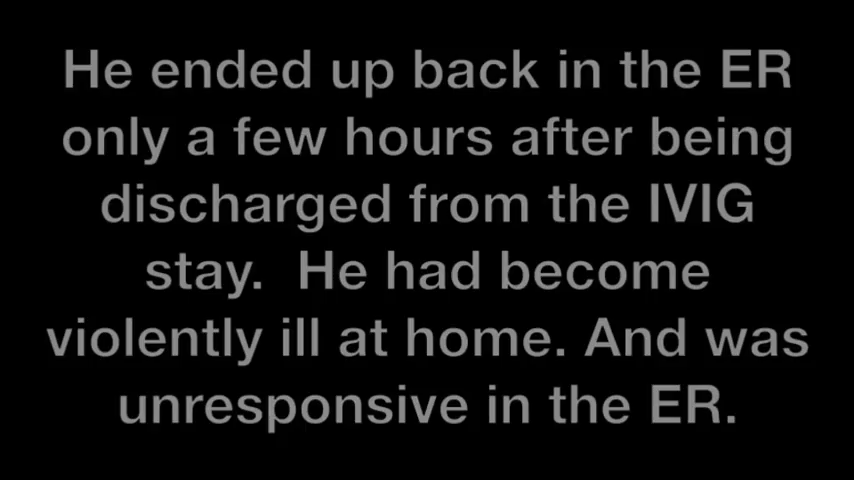 He ended up back in the ER
only a few hours after being
discharged from the IVIG
stay.  He had become
violently ill at home. And was
unresponsive in the ER.